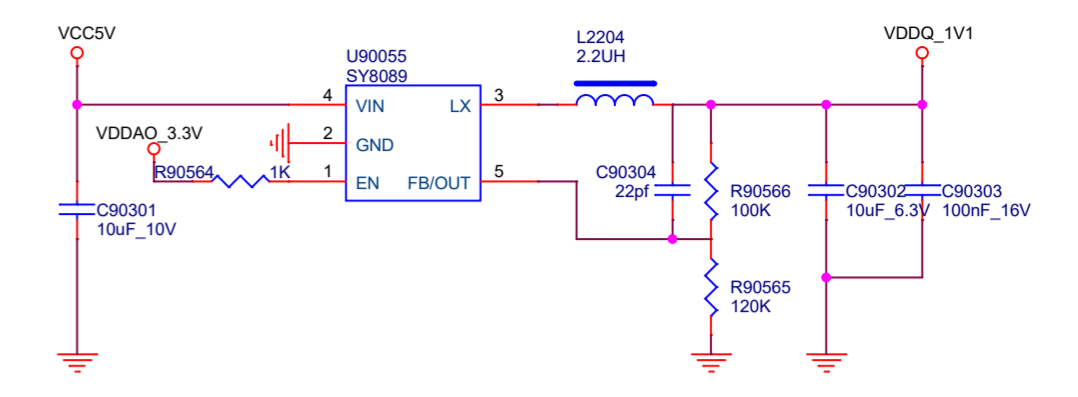 VCC5V
VDDQ_1V1
L2204
2.2UH
U90055
SY8089
4
VIN
LX
3
VDDAO_3.3V
2
GND
R90564
1K
1
EN
FB/OUT
5
C90304
22pf
R90566
100K
C90302
10uF_6.3V
C90303
100nF_16V
C90301
10uF_10V
R90565
120K